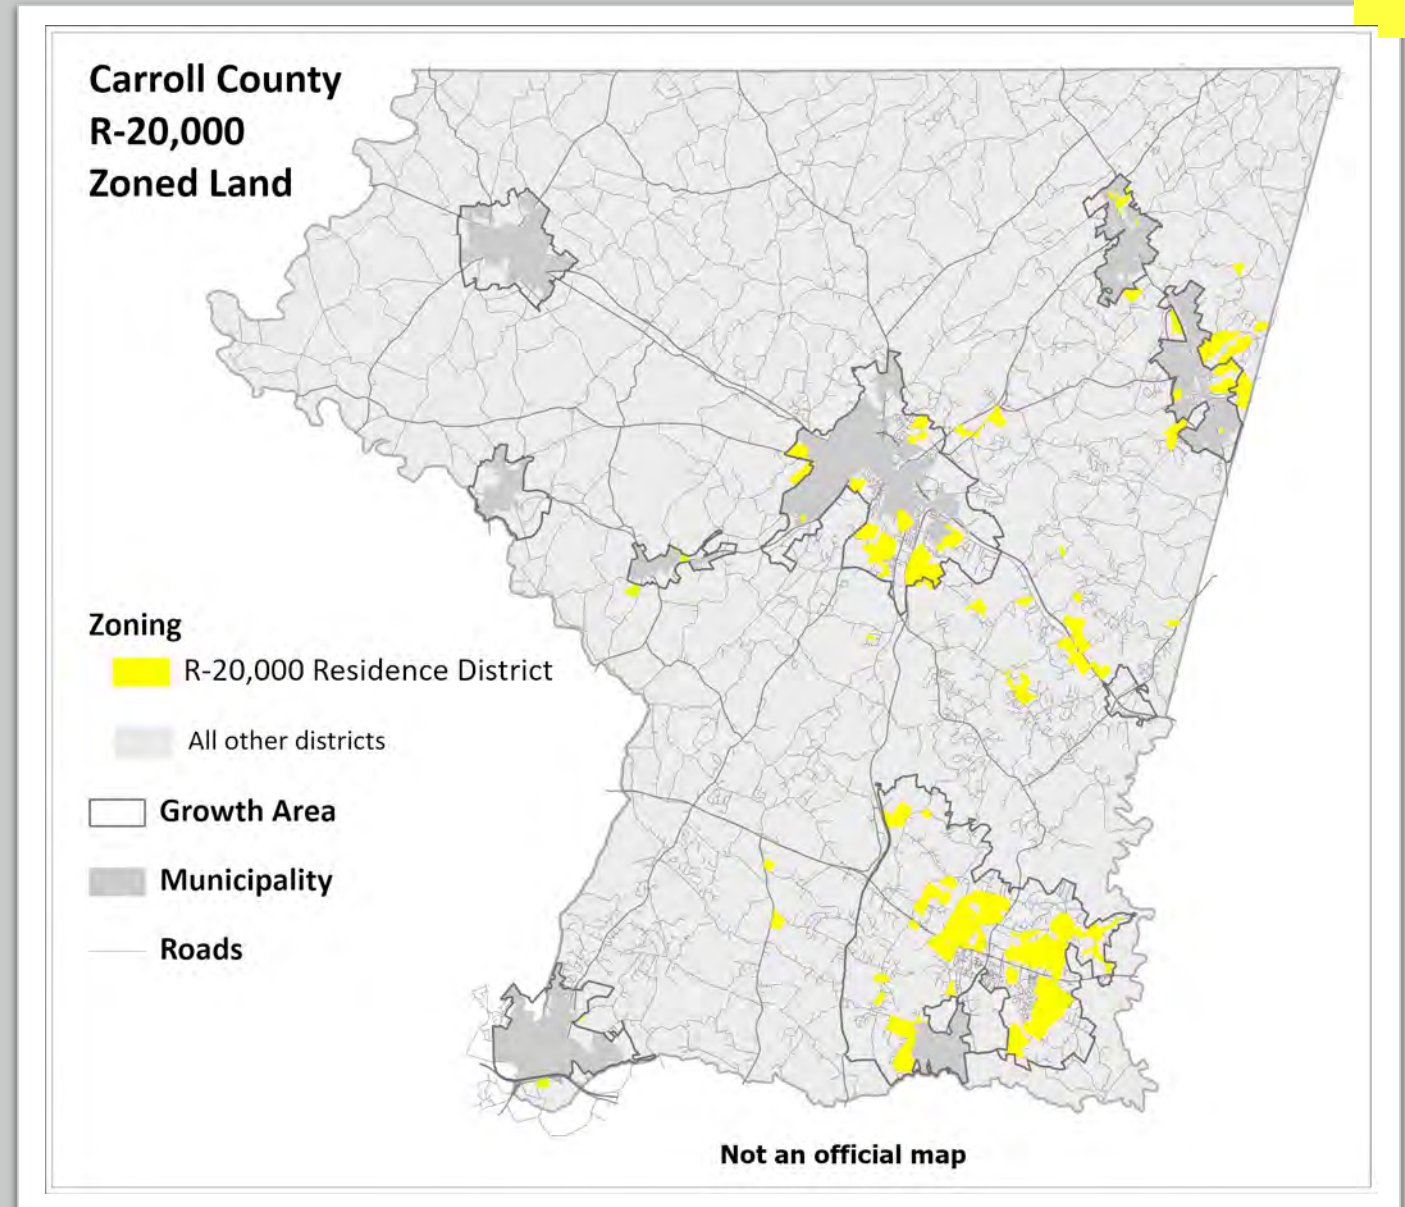 Carroll County
R-20,000
Zoned Land
Zoning
R-20,000 Residence District
All other districts
Growth Area
Municipality
Roads
Not an official map